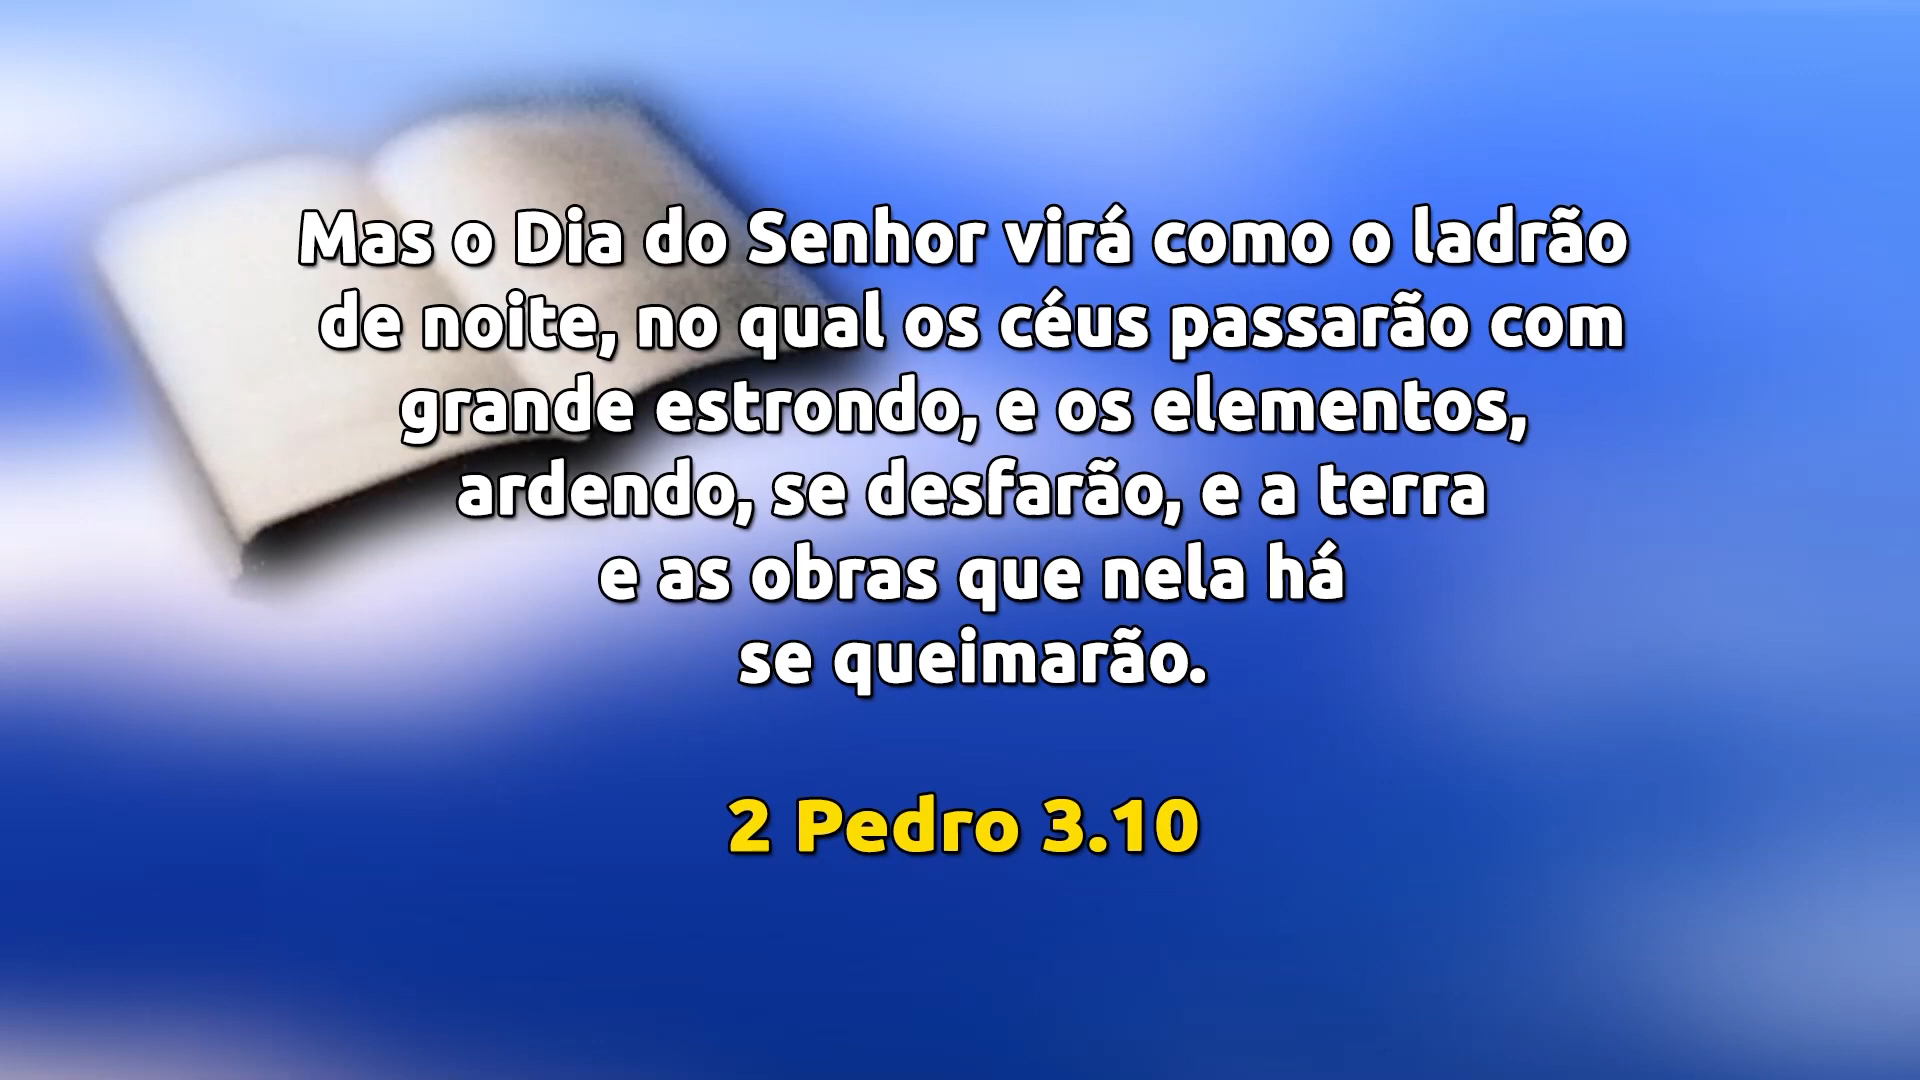 Mas o Dia do Senhor virá como o ladrão
de noite, no qual os céus passarão com
grande estrondo, e os elementos,
ardendo, se desfarão, e a terra
e as obras que nela há
se queimarão.
2 Pedro 3.10